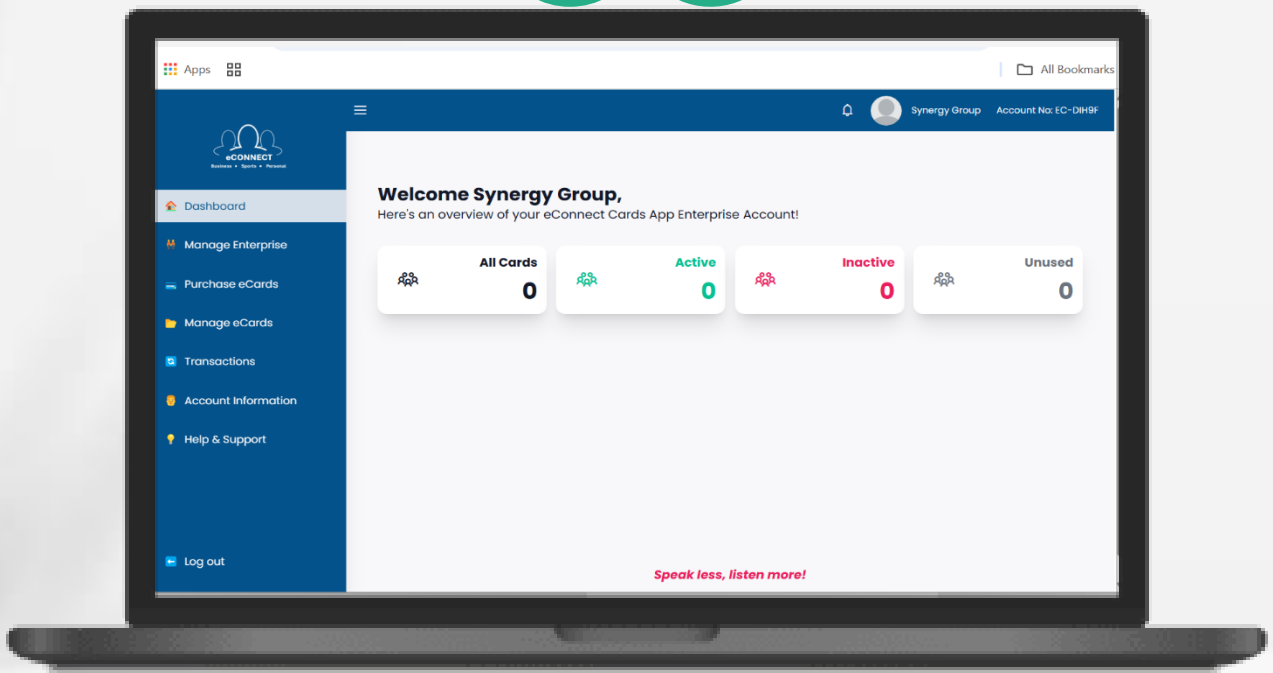 Apps
All Bookmarks
eCONNECT
Business • Sports • Personal
Synergy Group
Account No: EC-DIH9F
Dashboard
Manage Enterprise
Purchase eCards
Manage eCards
Transactions
Account Information
Help & Support
Log out
Welcome Synergy Group,
Here's an overview of your eConnect Cards App Enterprise Account!
All Cards
0
Active
0
Inactive
0
Unused
0
Speak less, listen more!